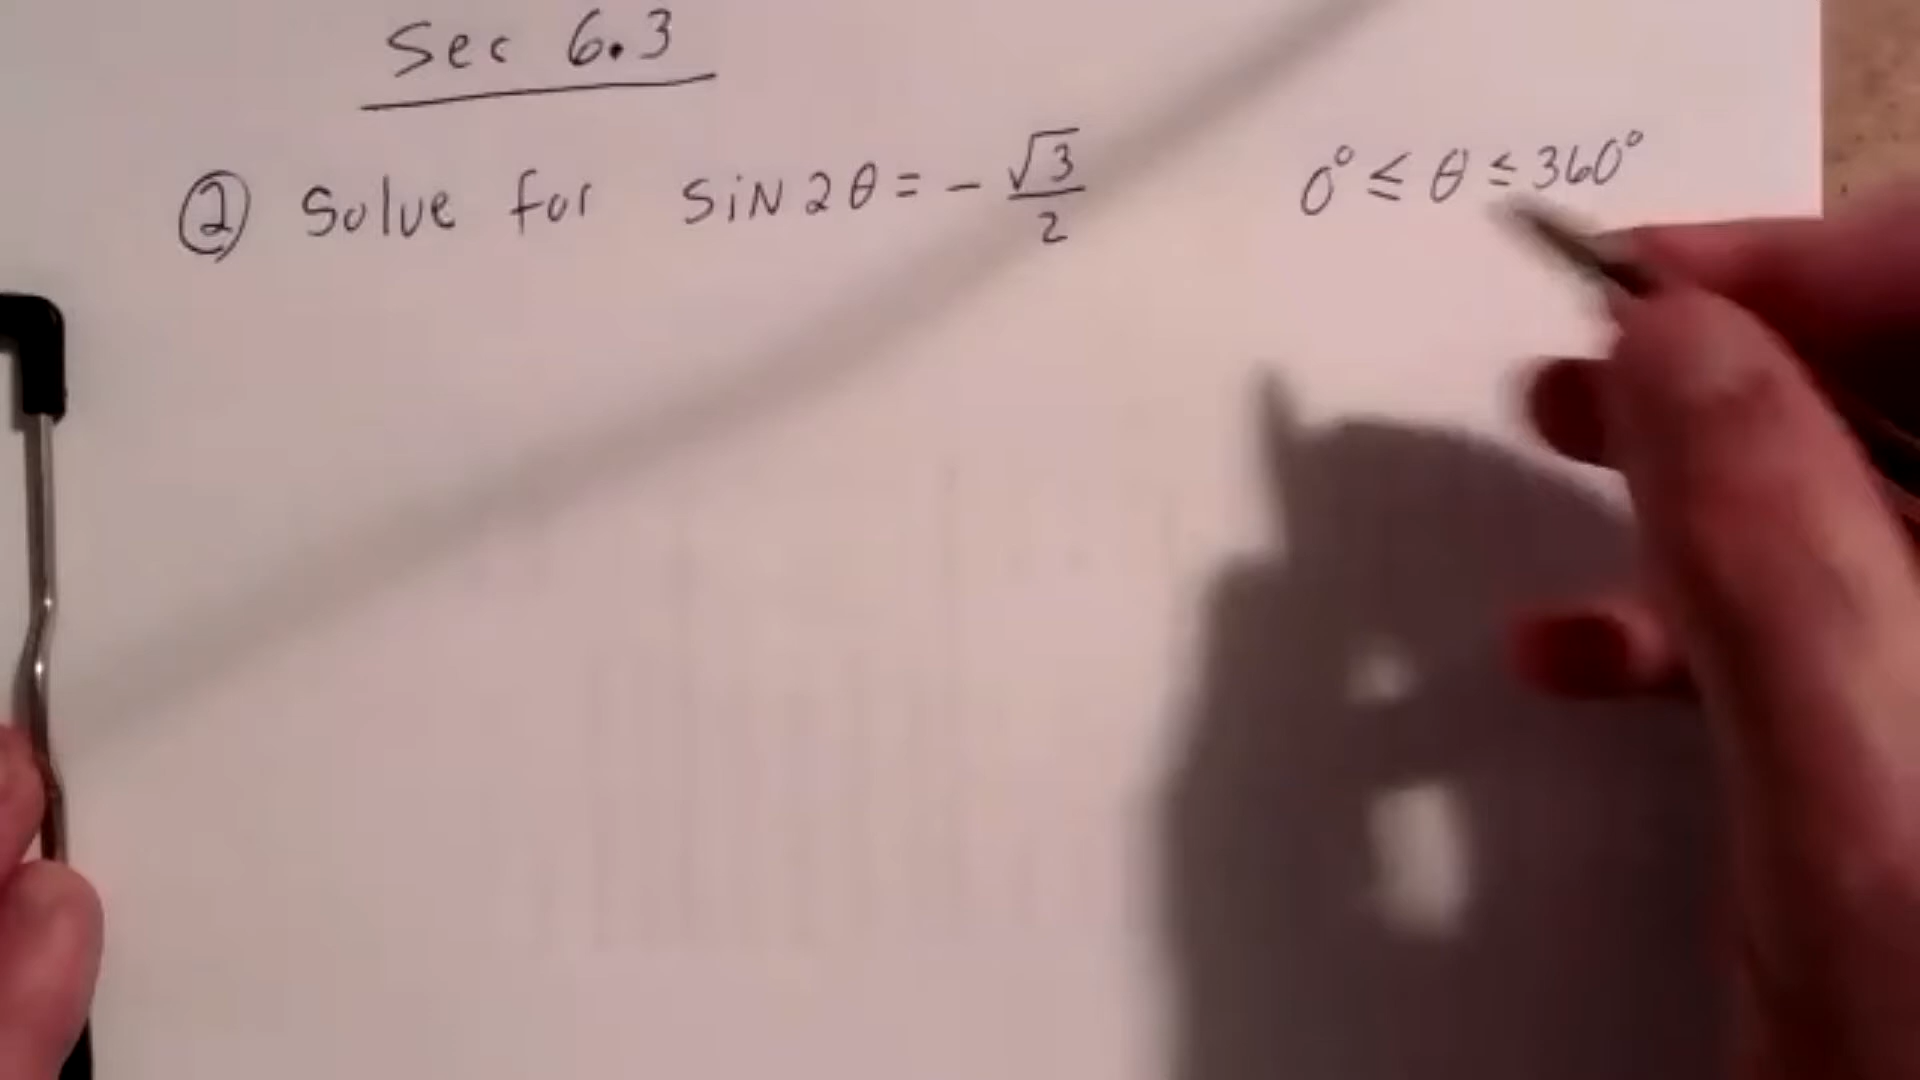 Sec 6.3
② Solve for SiN 2θ = - √3/2 0° ≤ θ ≤ 360°